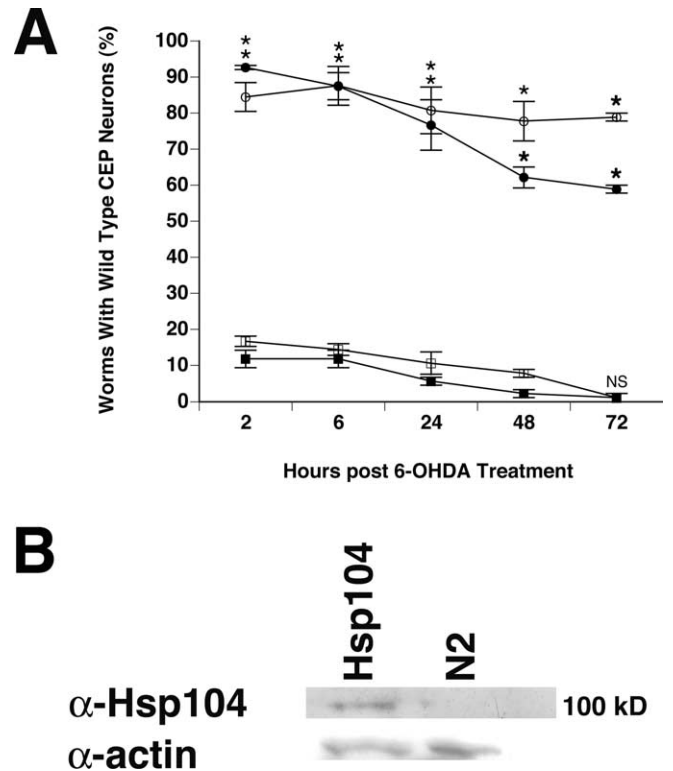 A
Worms With Wild Type CEP Neurons (%)
100
90
80
70
60
50
40
30
20
10
0
* * * * * * * *
* *
NS
2 6 24 48 72
Hours post 6-OHDA Treatment
B
Hsp104
N2
α-Hsp104
100 kD
α-actin